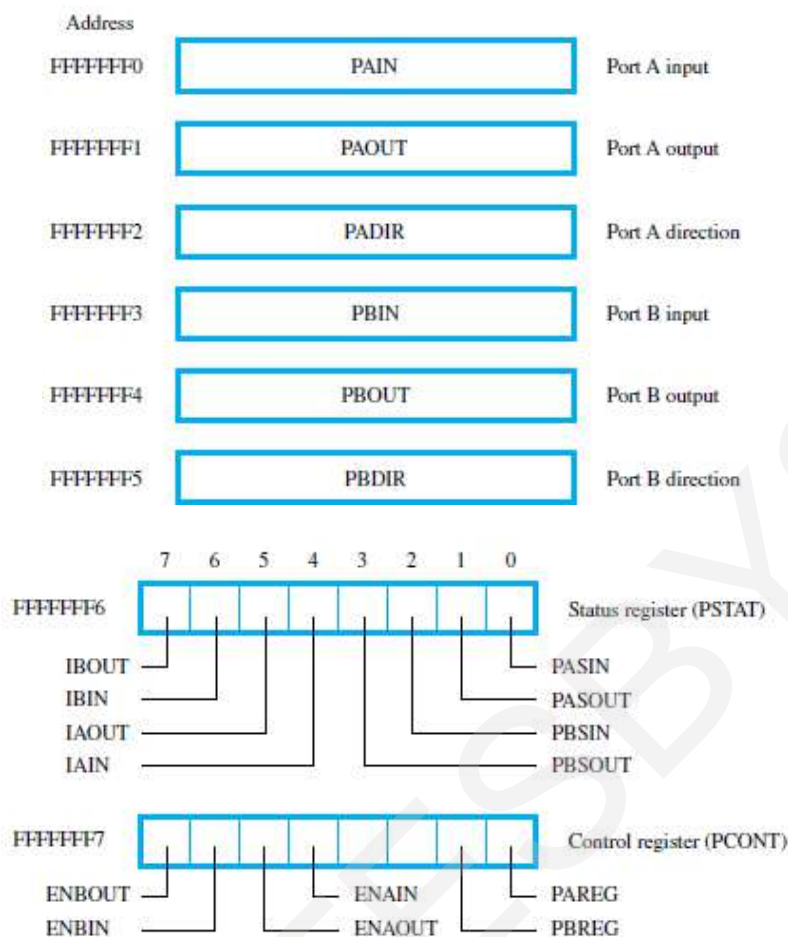 Address
FFFFFFF0 PAIN Port A input
FFFFFFF1 PAOUT Port A output
FFFFFFF2 PADIR Port A direction
FFFFFFF3 PBIN Port B input
FFFFFFF4 PBOUT Port B output
FFFFFFF5 PBDIR Port B direction
7 6 5 4 3 2 1 0
FFFFFFF6 Status register (PSTAT)
IBOUT PASIN
IBIN PASOUT
IAOUT PBSIN
IAIN PBSOUT
FFFFFFF7 Control register (PCONT)
ENBOUT ENAIN PAREG
ENBIN ENAOUT PBREG